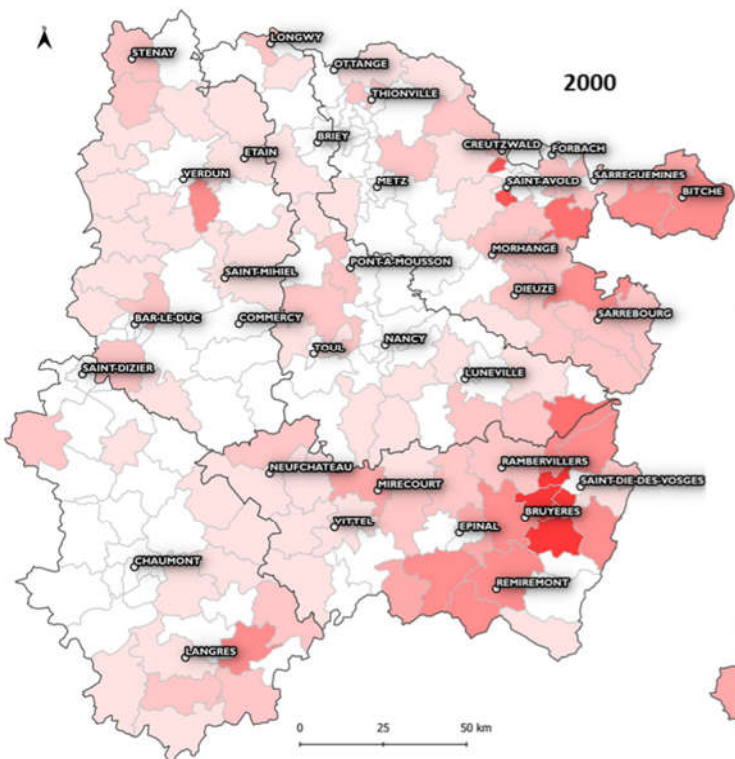 LONGWY
STENAY
OTTANGE
2000
THIONVILLE
BRIEY
CREUTZWALD
FORBACH
ETAIN
VERDUN
METZ
SAINT-AVOLD
SARREGUEMINES
BITCHE
MORHANGE
PONT-A-MOUSSON
SAINT-MIHIEL
DIEUZE
BAR-LE-DUC
COMMERCY
SARREBOURG
NANCY
TOUL
SAINT-DIZIER
LUNEVILLE
NEUFCHATEAU
RAMBERVILLERS
MIRECOURT
SAINT-DIE-DES-VOSGES
BRUYERES
VITTEL
EPINAL
CHAUMONT
REMIREMONT
LANGRES
0 25 50 km